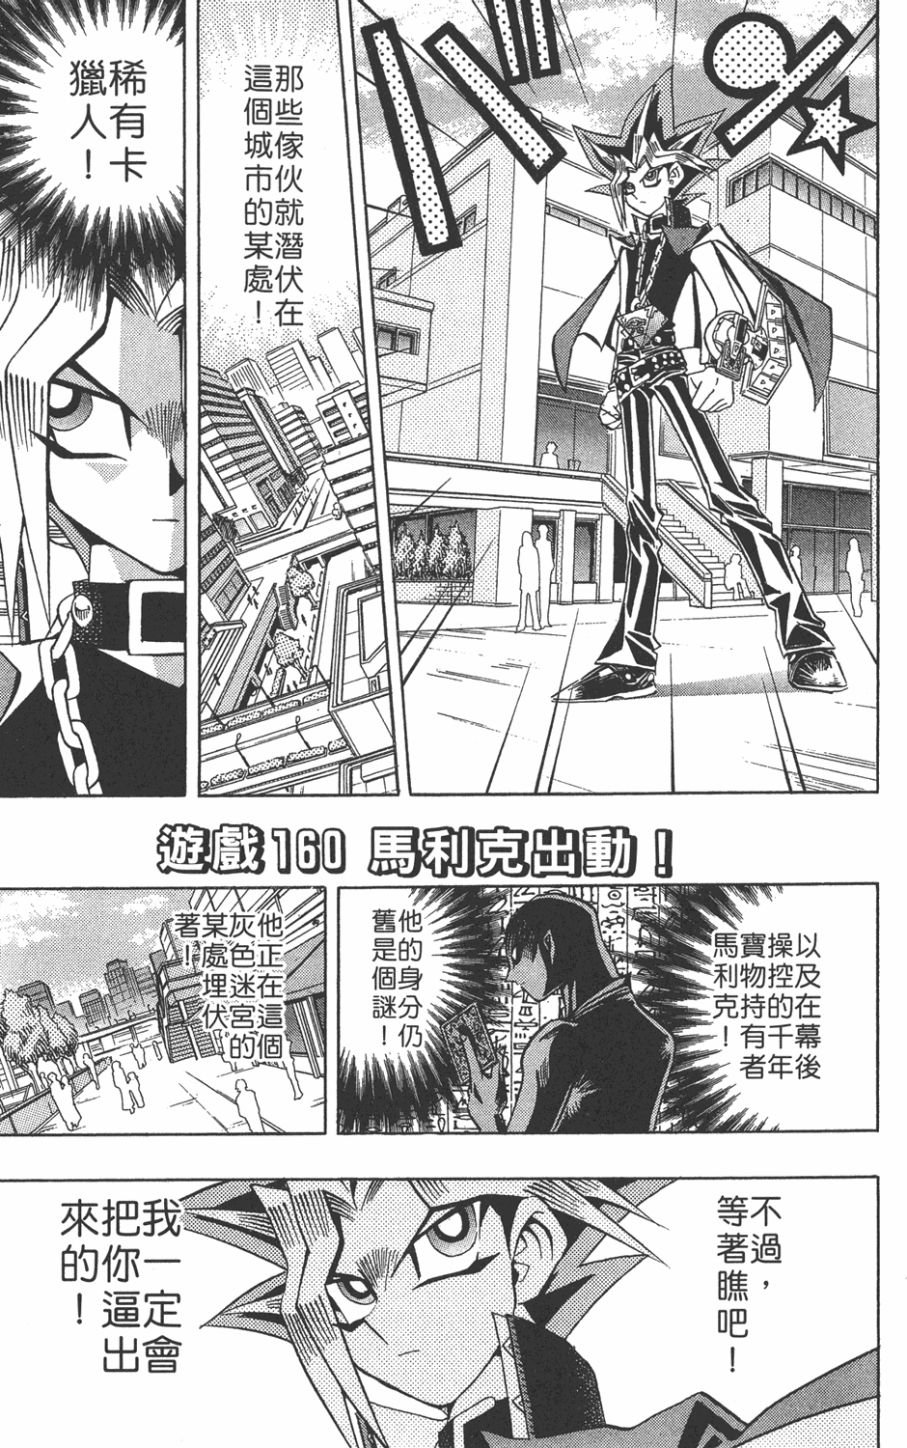 バーン☆
那些傢伙就潛伏在
這個城市的某處！
稀有卡
獵人！
遊戲160 馬利克出動！
以及在幕後
操控的千年
寶物持有者
馬利克！
他的身分仍
舊是個謎！
他正在這個
灰色迷宮的
某處埋伏
著！
不過，
等著瞧吧！
我一定會
把你逼出
來的！